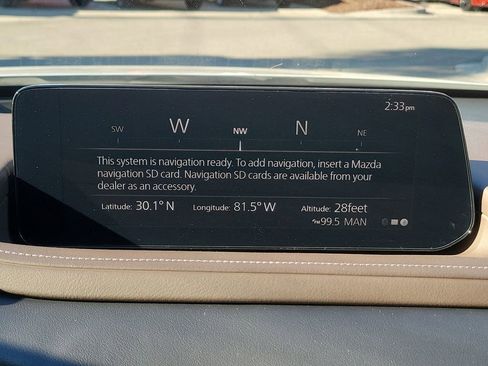 2:33pm
SW W NW N NE
This system is navigation ready. To add navigation, insert a Mazda
navigation SD card. Navigation SD cards are available from your
dealer as an accessory.
Latitude: 30.1° N Longitude: 81.5° W Altitude: 28feet
99.5 MAN